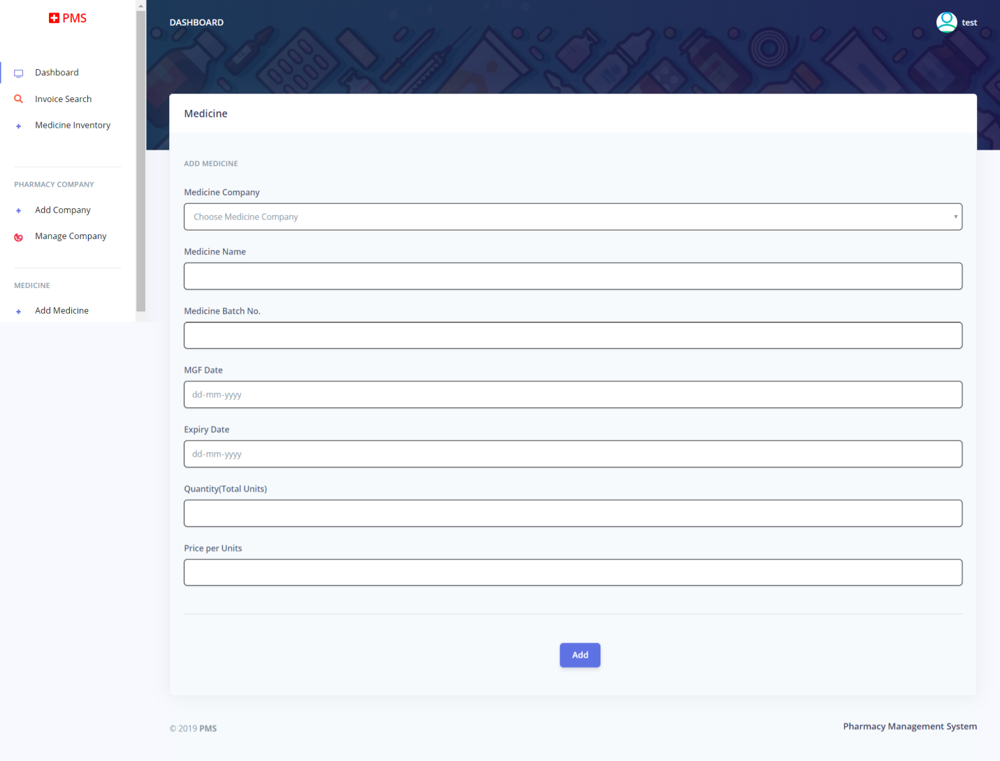 PMS
Dashboard
Invoice Search
Medicine Inventory
PHARMACY COMPANY
Add Company
Manage Company
MEDICINE
Add Medicine
DASHBOARD
test
Medicine
ADD MEDICINE
Medicine Company
Choose Medicine Company
Medicine Name
Medicine Batch No.
MGF Date
dd-mm-yyyy
Expiry Date
dd-mm-yyyy
Quantity(Total Units)
Price per Units
Add
© 2019 PMS
Pharmacy Management System